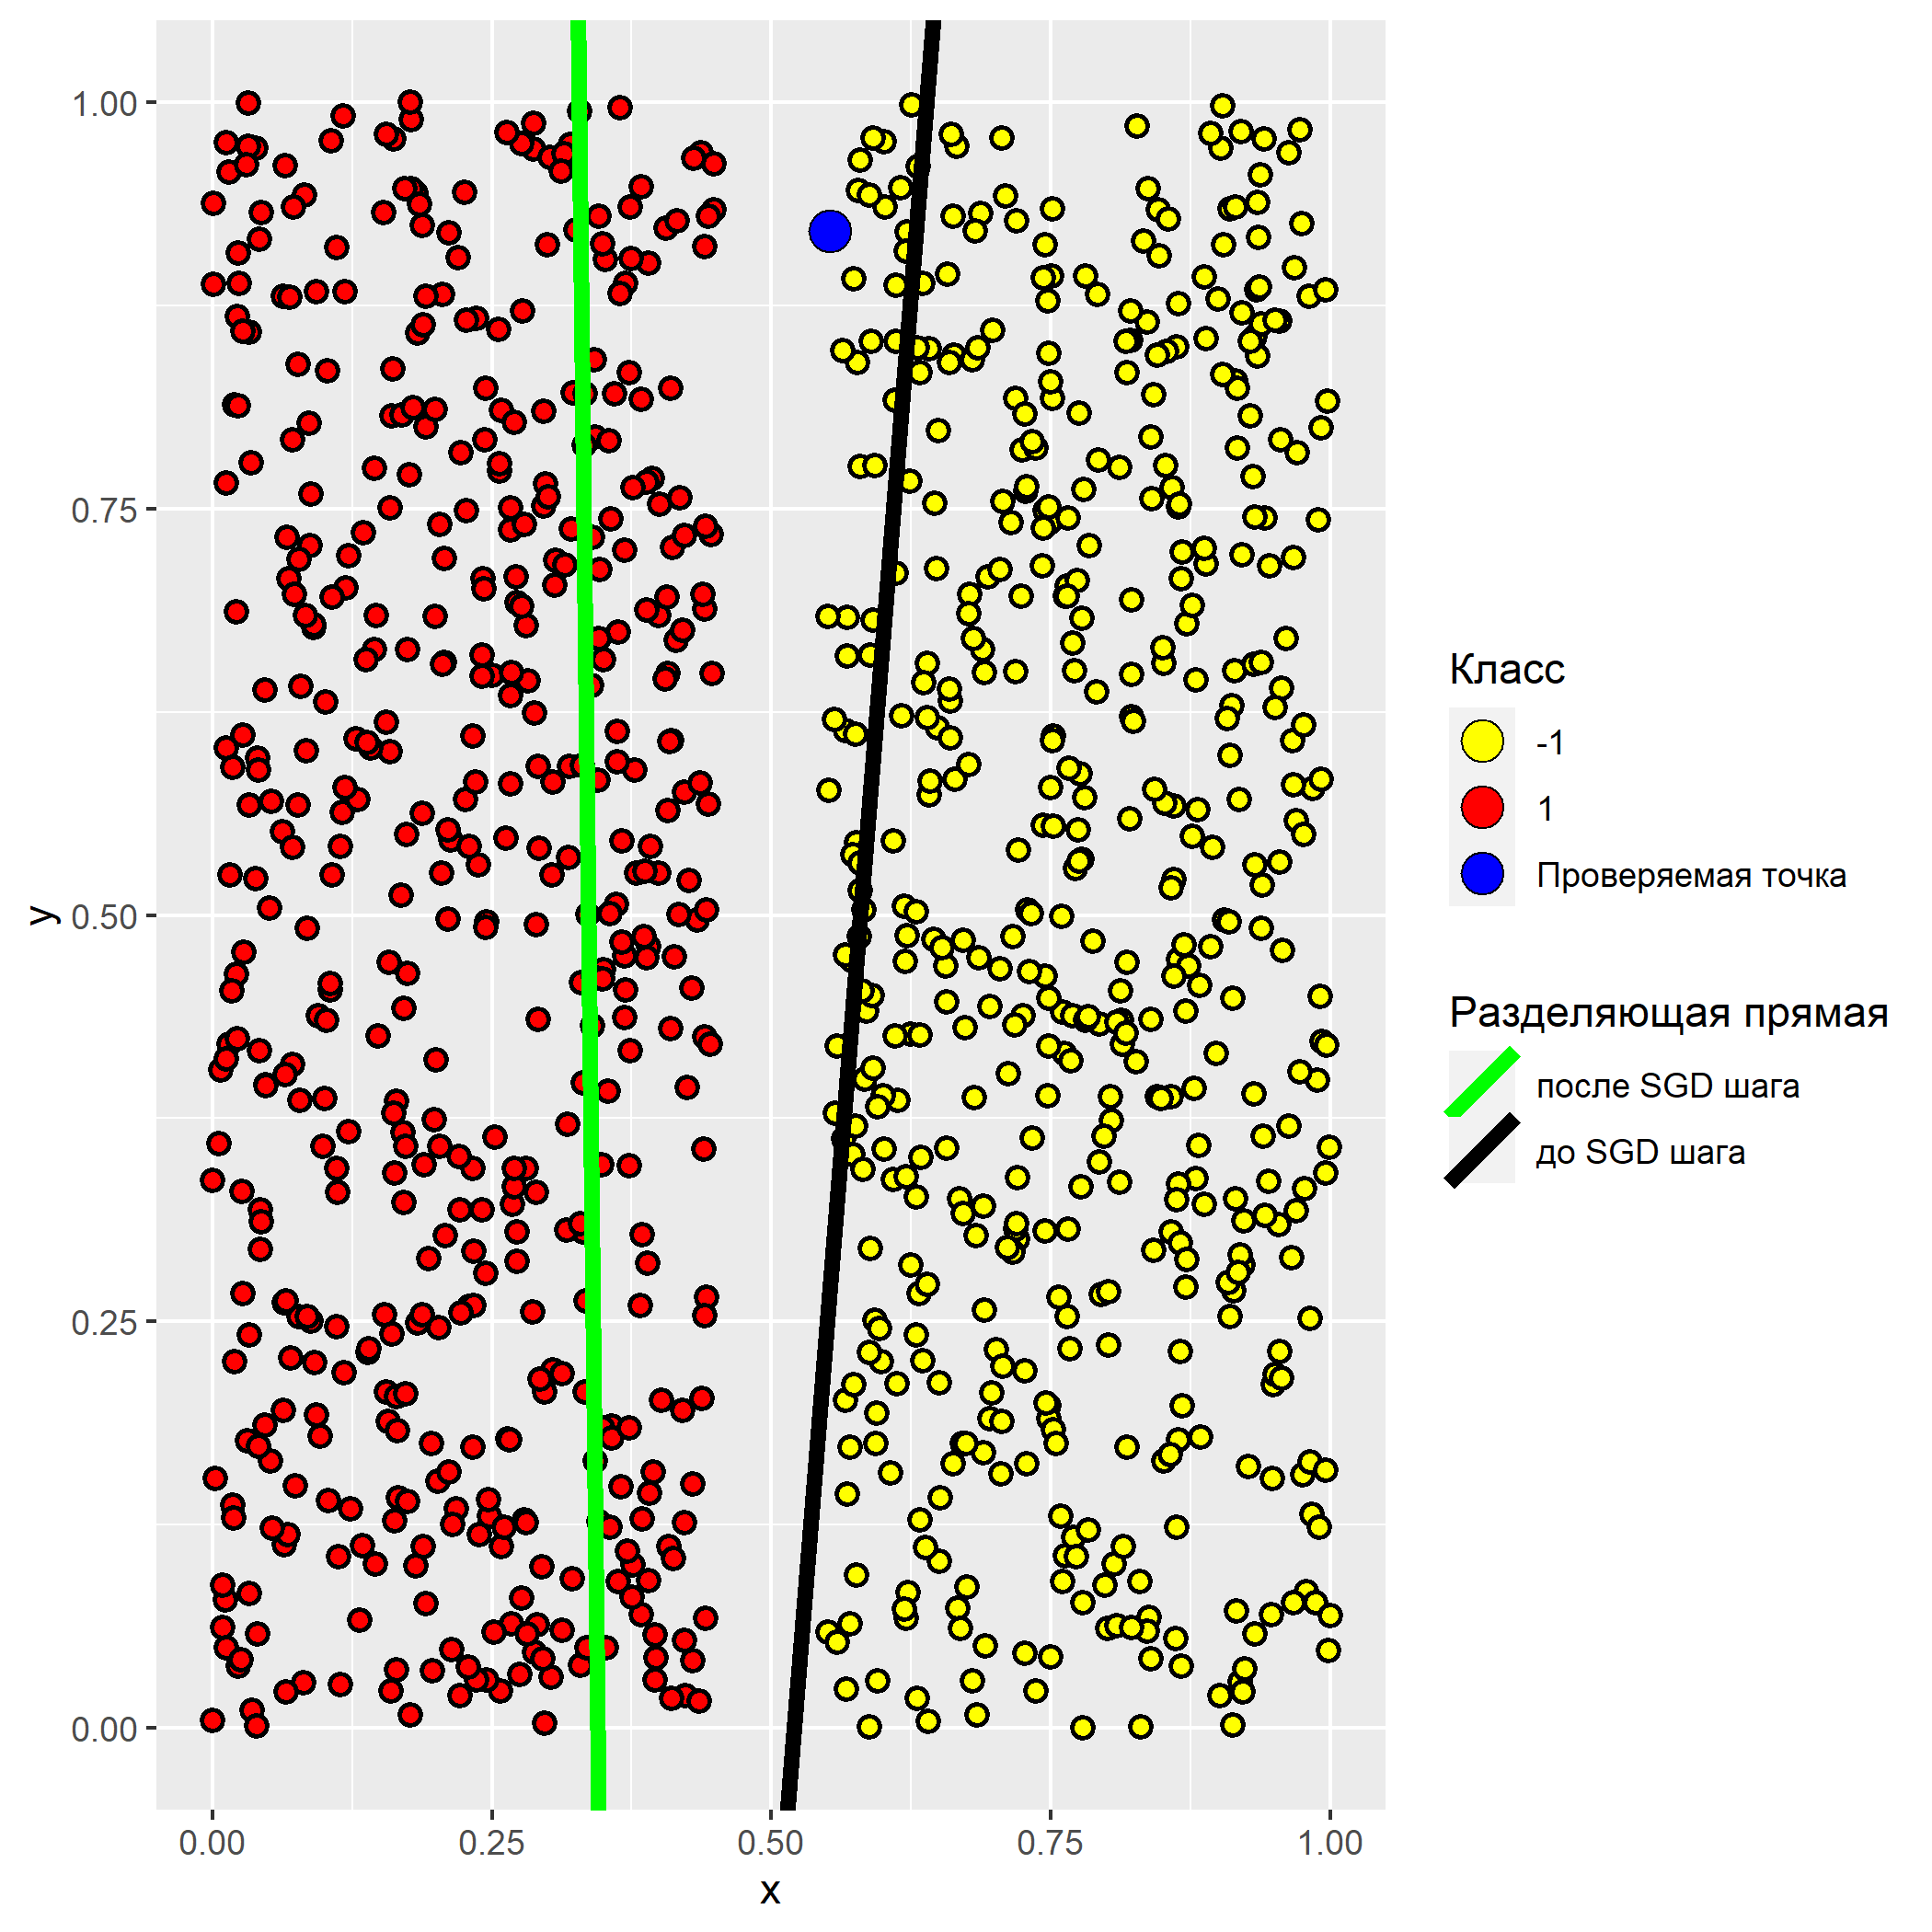 1.00
0.75
0.50
0.25
0.00
y
0.00 0.25 0.50 0.75 1.00
x
Класс
-1
1
Проверяемая точка
Разделяющая прямая
после SGD шага
до SGD шага